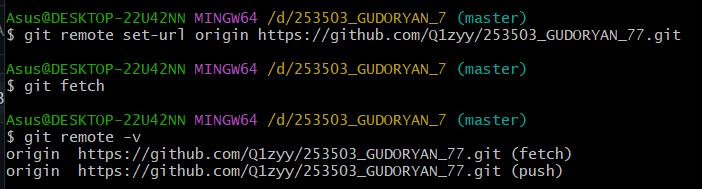 Asus@DESKTOP-22U42NN MINGW64 /d/253503_GUDORYAN_7 (master)
$ git remote set-url origin https://github.com/Q1zyy/253503_GUDORYAN_77.git
Asus@DESKTOP-22U42NN MINGW64 /d/253503_GUDORYAN_7 (master)
$ git fetch
Asus@DESKTOP-22U42NN MINGW64 /d/253503_GUDORYAN_7 (master)
$ git remote -v
origin  https://github.com/Q1zyy/253503_GUDORYAN_77.git (fetch)
origin  https://github.com/Q1zyy/253503_GUDORYAN_77.git (push)